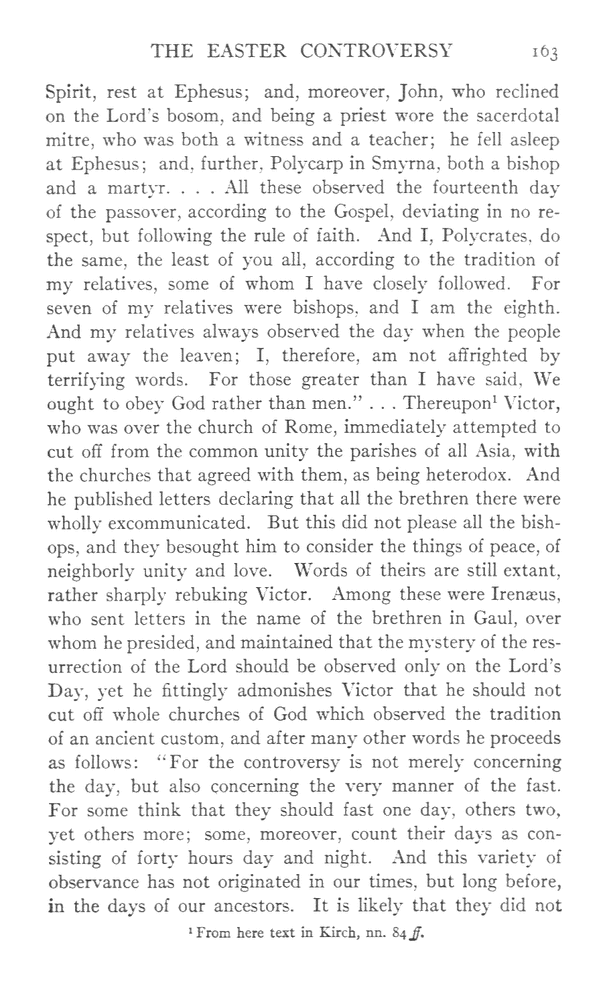 THE EASTER CONTROVERSY 163
Spirit, rest at Ephesus; and, moreover, John, who reclined
on the Lord's bosom, and being a priest wore the sacerdotal
mitre, who was both a witness and a teacher; he fell asleep
at Ephesus; and, further, Polycarp in Smyrna, both a bishop
and a martyr. . . . All these observed the fourteenth day
of the passover, according to the Gospel, deviating in no re-
spect, but following the rule of faith. And I, Polycrates, do
the same, the least of you all, according to the tradition of
my relatives, some of whom I have closely followed. For
seven of my relatives were bishops, and I am the eighth.
And my relatives always observed the day when the people
put away the leaven; I, therefore, am not affrighted by
terrifying words. For those greater than I have said, We
ought to obey God rather than men." . . . Thereupon¹ Victor,
who was over the church of Rome, immediately attempted to
cut off from the common unity the parishes of all Asia, with
the churches that agreed with them, as being heterodox. And
he published letters declaring that all the brethren there were
wholly excommunicated. But this did not please all the bish-
ops, and they besought him to consider the things of peace, of
neighborly unity and love. Words of theirs are still extant,
rather sharply rebuking Victor. Among these were Irenæus,
who sent letters in the name of the brethren in Gaul, over
whom he presided, and maintained that the mystery of the res-
urrection of the Lord should be observed only on the Lord's
Day, yet he fittingly admonishes Victor that he should not
cut off whole churches of God which observed the tradition
of an ancient custom, and after many other words he proceeds
as follows: "For the controversy is not merely concerning
the day, but also concerning the very manner of the fast.
For some think that they should fast one day, others two,
yet others more; some, moreover, count their days as con-
sisting of forty hours day and night. And this variety of
observance has not originated in our times, but long before,
in the days of our ancestors. It is likely that they did not
¹ From here text in Kirch, nn. 84 ff.